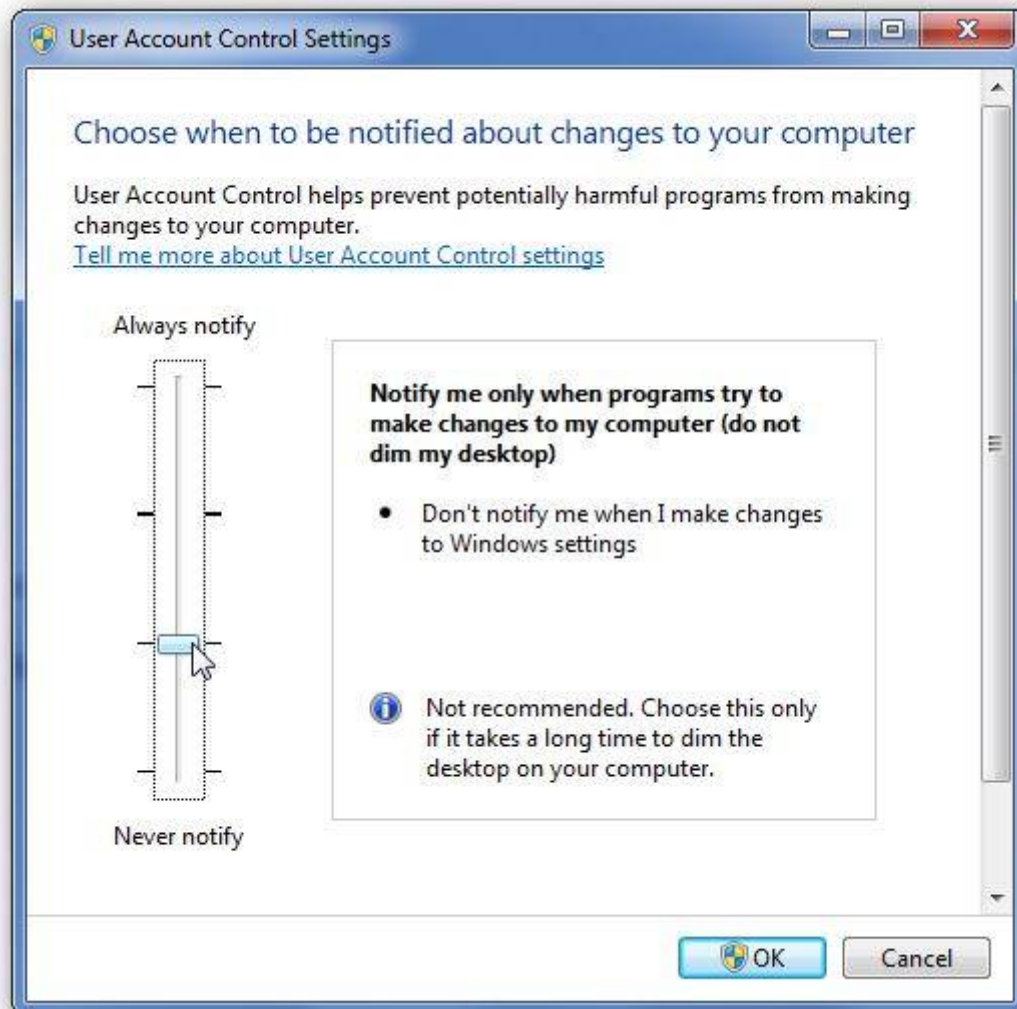 User Account Control Settings
Choose when to be notified about changes to your computer
User Account Control helps prevent potentially harmful programs from making
changes to your computer.
Tell me more about User Account Control settings
Always notify
Notify me only when programs try to
make changes to my computer (do not
dim my desktop)
• Don't notify me when I make changes
to Windows settings
Not recommended. Choose this only
if it takes a long time to dim the
desktop on your computer.
Never notify
OK
Cancel